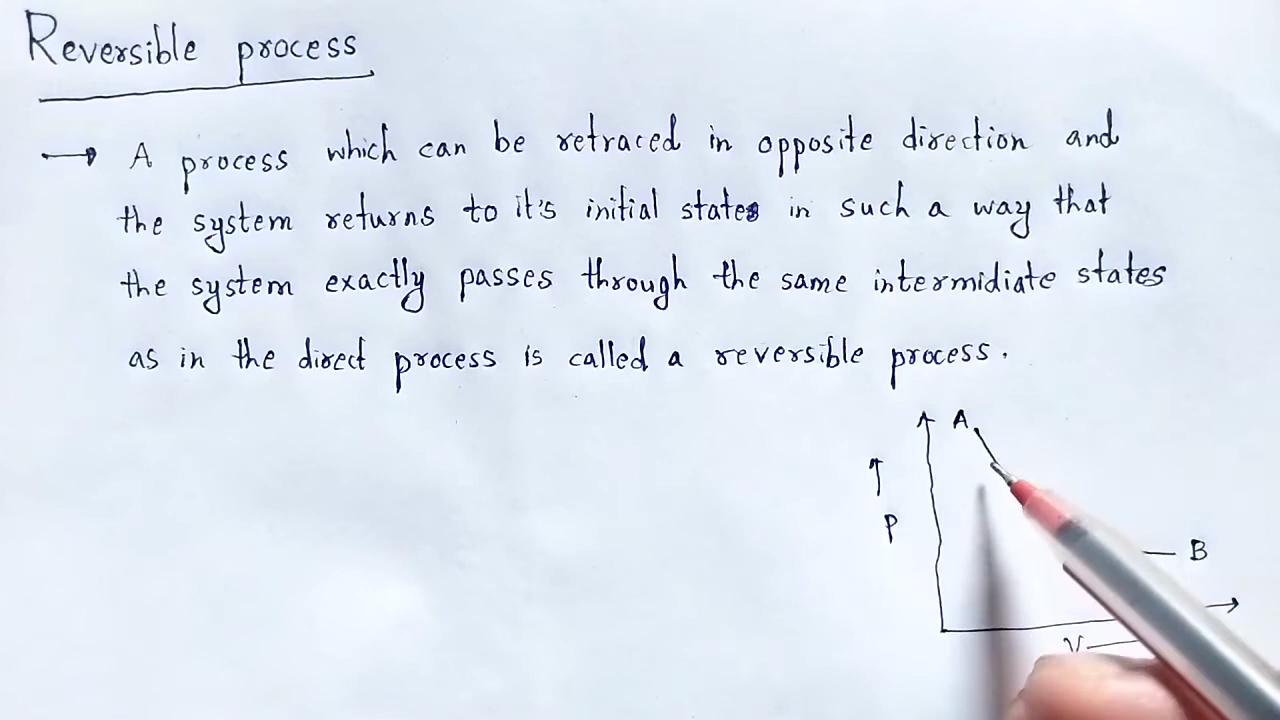 Reversible process
→ A process which can be retraced in opposite direction and
the system returns to it's initial states in such a way that
the system exactly passes through the same intermidiate states
as in the direct process is called a reversible process.
A
P
B
V